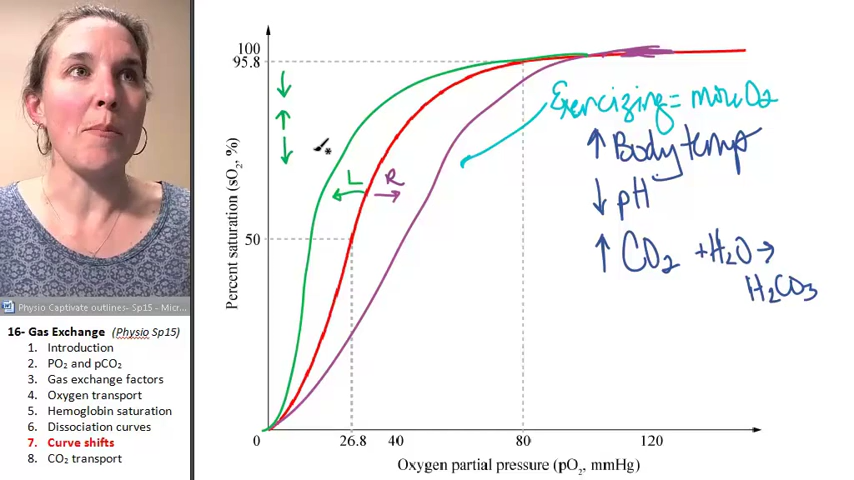 100
95.8
50
0
26.8
40
80
120
Percent saturation (sO2, %)
Oxygen partial pressure (pO2, mmHg)
L
R
Exercizing = more O2
↑ Body temp
↓ pH
↑ CO2 + H2O →
H2CO3
Physio Captivate outlines- Sp15 - Micr...
16- Gas Exchange (Physio Sp15)
1. Introduction
2. PO2 and pCO2
3. Gas exchange factors
4. Oxygen transport
5. Hemoglobin saturation
6. Dissociation curves
7. Curve shifts
8. CO2 transport